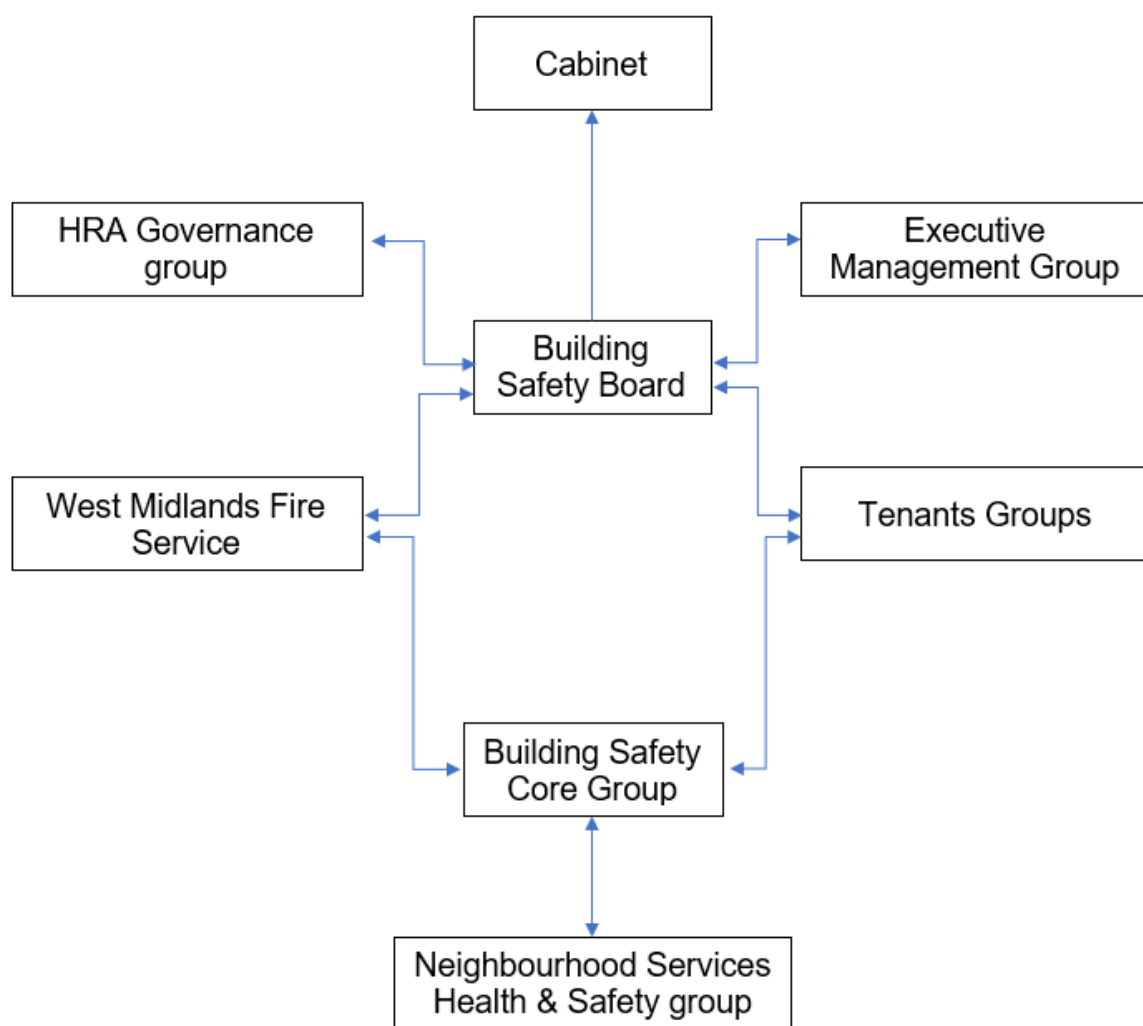 Cabinet
HRA Governance
group
Executive
Management Group
Building
Safety Board
West Midlands Fire
Service
Tenants Groups
Building Safety
Core Group
Neighbourhood Services
Health & Safety group